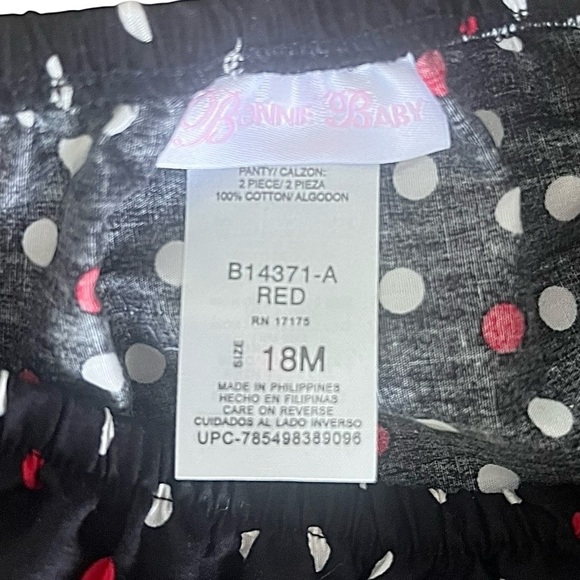 Bonnie Baby
PANTY/ CALZON:
2 PIECE/ 2 PIEZA
100% COTTON/ ALGODON
B14371-A
RED
RN 17175
SIZE 18M
MADE IN PHILIPPINES
HECHO EN FILIPINAS
CARE ON REVERSE
CUIDADOS AL LADO INVERSO
UPC-785498389096